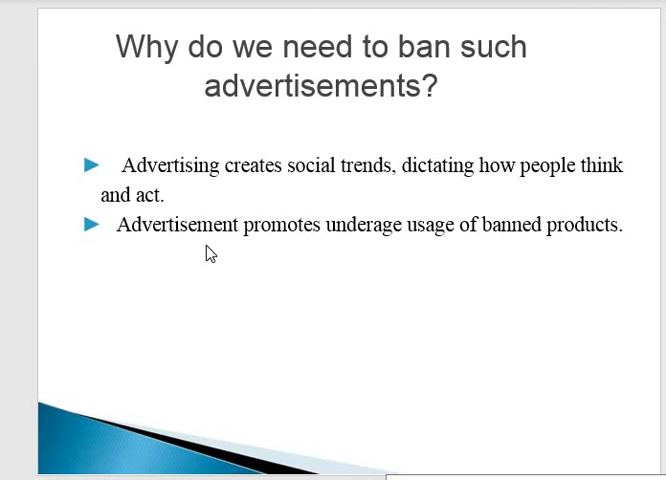 Why do we need to ban such
advertisements?
Advertising creates social trends, dictating how people think
and act.
Advertisement promotes underage usage of banned products.